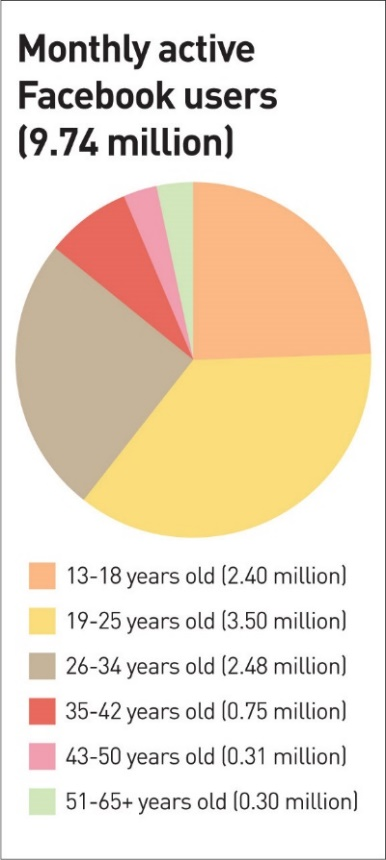 Monthly active
Facebook users
(9.74 million)
13-18 years old (2.40 million)
19-25 years old (3.50 million)
26-34 years old (2.48 million)
35-42 years old (0.75 million)
43-50 years old (0.31 million)
51-65+ years old (0.30 million)